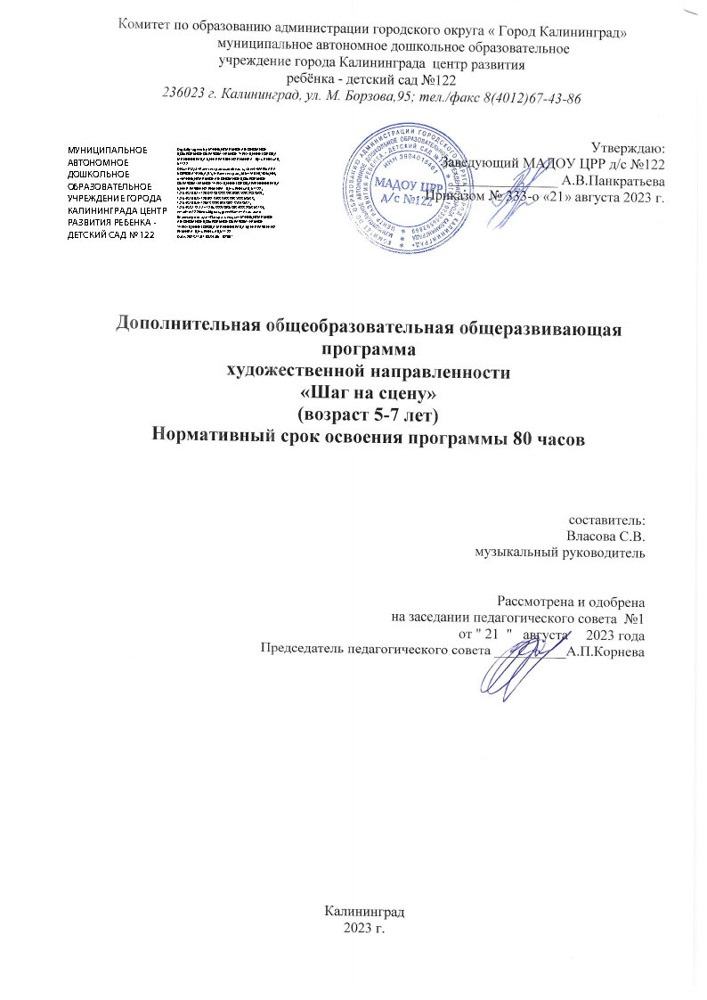 Комитет по образованию администрации городского округа « Город Калининград»
муниципальное автономное дошкольное образовательное
учреждение города Калининграда центр развития
ребёнка - детский сад №122
236023 г. Калининград, ул. М. Борзова,95; тел./факс 8(4012)67-43-86
МУНИЦИПАЛЬНОЕ
АВТОНОМНОЕ
ДОШКОЛЬНОЕ
ОБРАЗОВАТЕЛЬНОЕ
УЧРЕЖДЕНИЕ ГОРОДА
КАЛИНИНГРАДА ЦЕНТР
РАЗВИТИЯ РЕБЕНКА -
ДЕТСКИЙ САД № 122
МАДОУ ЦРР
д/с №122
Утверждаю:
Заведующий МАДОУ ЦРР д/с №122
А.В.Панкратьева
Приказом № 333-о «21» августа 2023 г.
Дополнительная общеобразовательная общеразвивающая
программа
художественной направленности
«Шаг на сцену»
(возраст 5-7 лет)
Нормативный срок освоения программы 80 часов
составитель:
Власова С.В.
музыкальный руководитель
Рассмотрена и одобрена
на заседании педагогического совета №1
от " 21 " августа 2023 года
Председатель педагогического совета ___________А.П.Корнева
Калининград
2023 г.